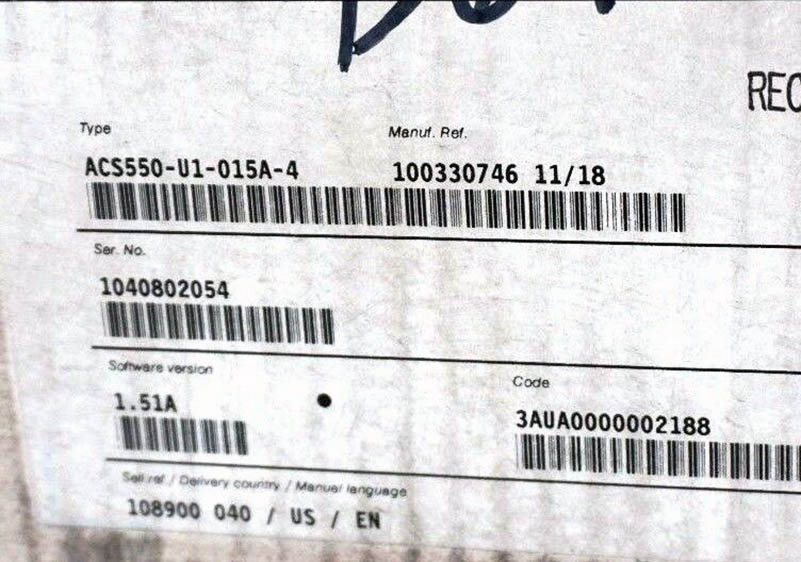 REC
Type Manuf. Ref.
ACS550-U1-015A-4 100330746 11/18
Ser. No.
1040802054
Software version Code
1.51A 3AUA0000002188
Sell.ref / Delivery country / Manual language
108900 040 / US / EN